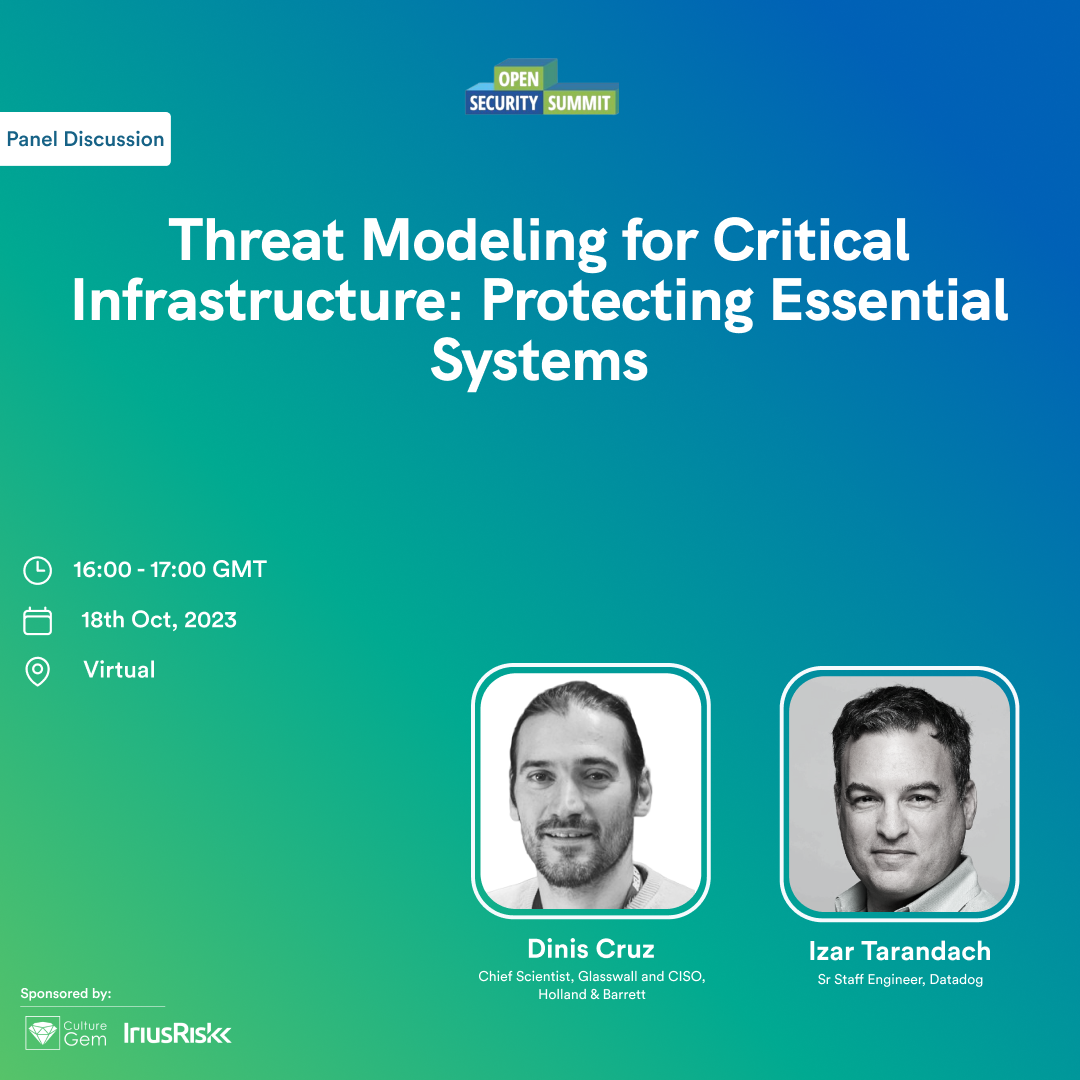 OPEN
SECURITY SUMMIT
Panel Discussion
Threat Modeling for Critical
Infrastructure: Protecting Essential
Systems
16:00 - 17:00 GMT
18th Oct, 2023
Virtual
Dinis Cruz
Chief Scientist, Glasswall and CISO,
Holland & Barrett
Izar Tarandach
Sr Staff Engineer, Datadog
Sponsored by:
Culture
Gem
IriusRisk